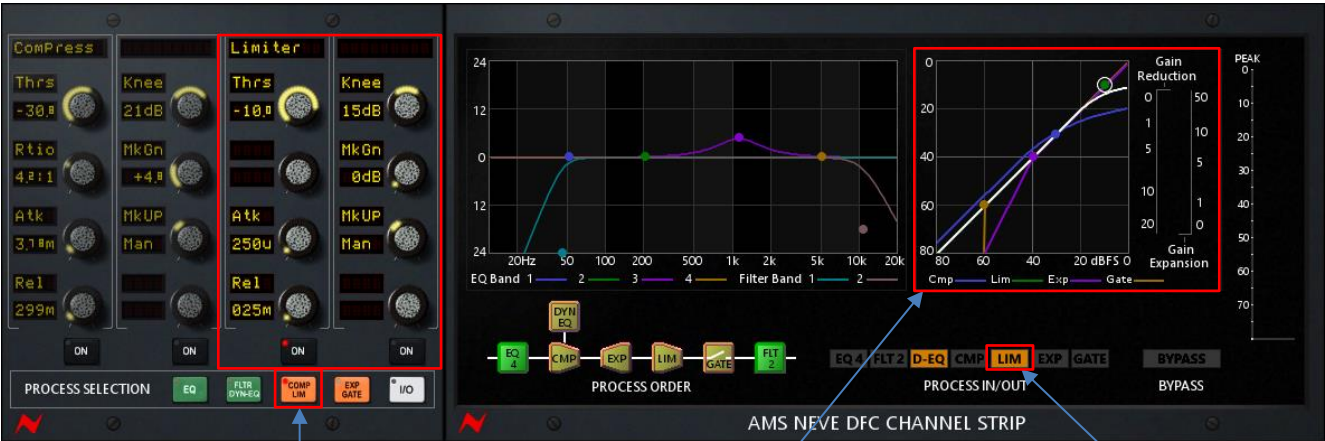 ComPress
Limiter
Thrs
Knee
Thrs
Knee
-30.0
21dB
-10.0
15dB
Rtio
MkGn
MkGn
4.2:1
+4.8
0dB
Atk
MkUP
Atk
MkUP
3.78m
Man
250u
Man
Rel
Rel
299m
025m
ON
ON
ON
ON
PROCESS SELECTION
EQ
FLTR
DYN-EQ
COMP
LIM
EXP
GATE
I/O
24
12
0
12
24
20Hz 50 100 200 500 1k 2k 5k 10k 20k
EQ Band 1 2 3 4 Filter Band 1 2
0
20
40
60
80
80 60 40 20 dBFS 0
Cmp Lim Exp Gate
Gain
Reduction
0 50
1 10
5 5
10 1
20 0
Gain
Expansion
PEAK
0
10
20
30
40
50
60
70
DYN
EQ
EQ
4
CMP
EXP
LIM
GATE
FLT
2
PROCESS ORDER
EQ4 FLT2 D-EQ CMP LIM EXP GATE
PROCESS IN/OUT
BYPASS
BYPASS
AMS NEVE DFC CHANNEL STRIP